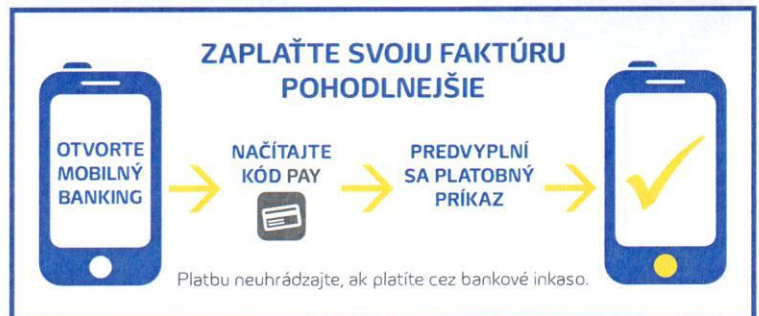 ZAPLAŤTE SVOJU FAKTÚRU
POHODLNEJŠIE
OTVORTE
MOBILNÝ
BANKING
NAČÍTAJTE
KÓD PAY
PREDVYPLNÍ
SA PLATOBNÝ
PRÍKAZ
Platbu neuhrádzajte, ak platíte cez bankové inkaso.